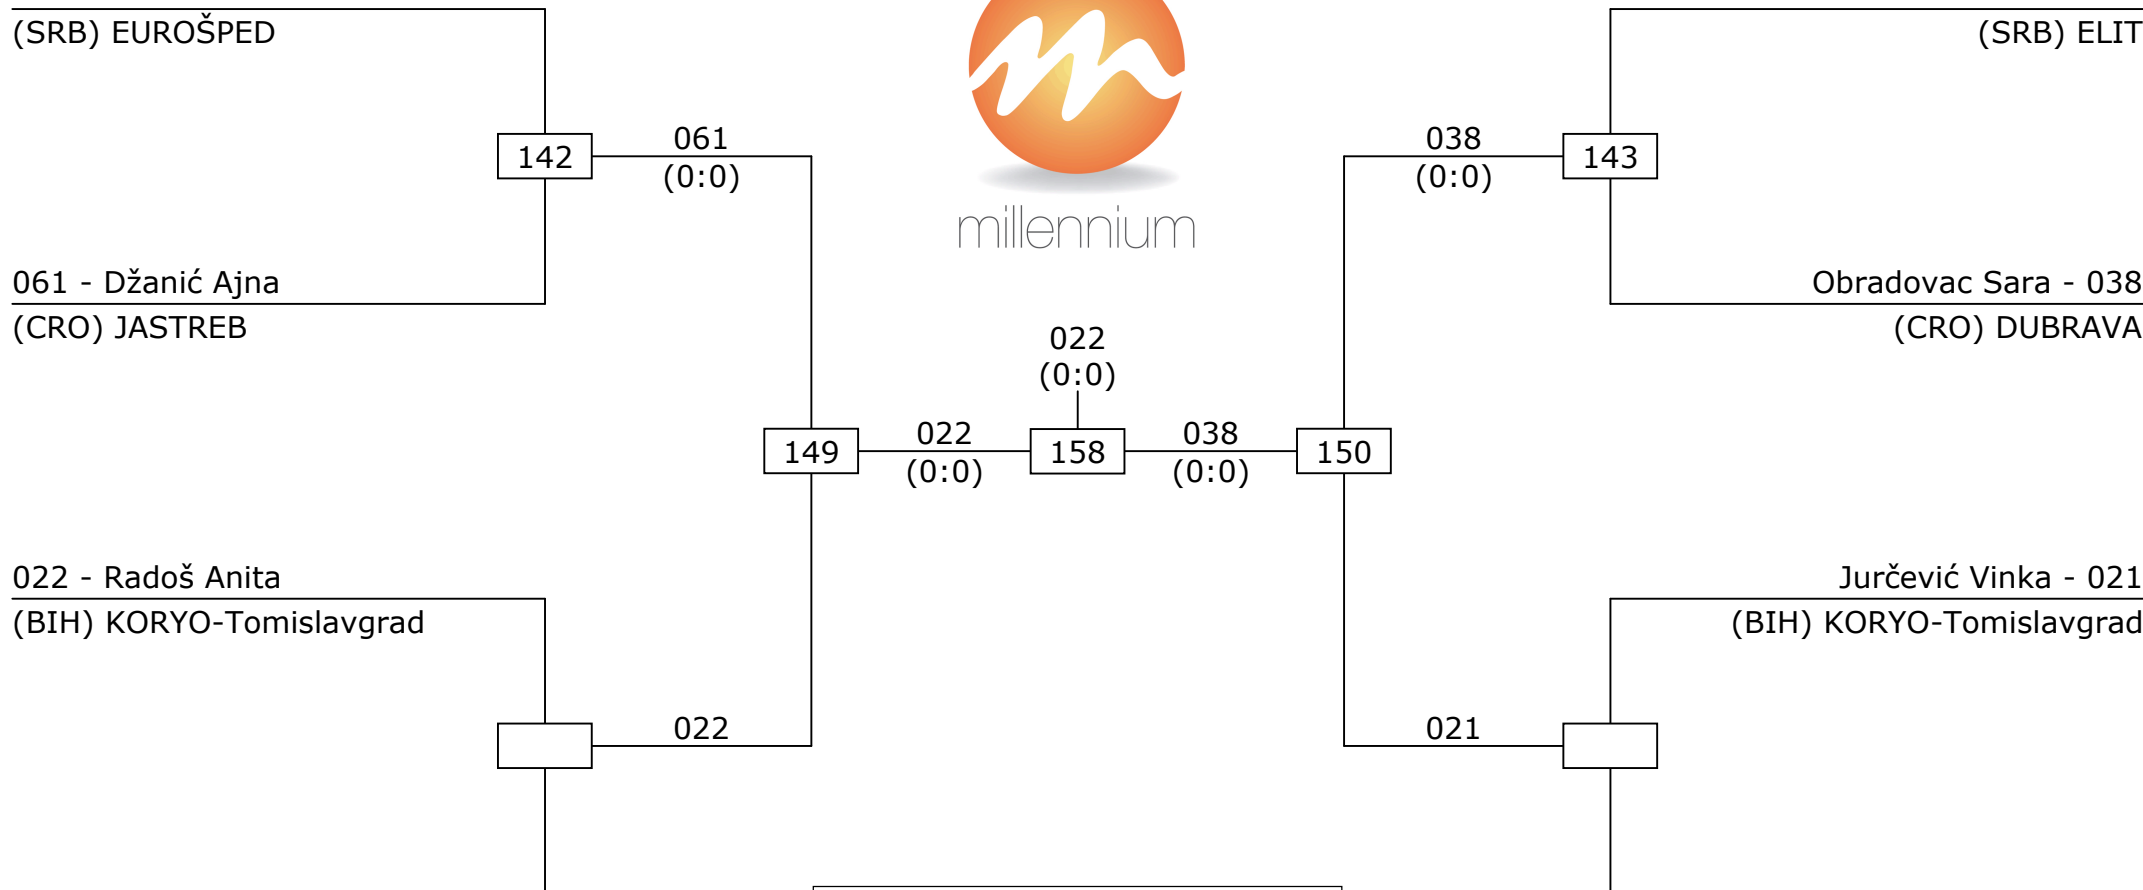 (SRB) EUROŠPED
(SRB) ELIT
142
061
(0:0)
038
(0:0)
143
millennium
061 - Džanić Ajna
(CRO) JASTREB
Obradovac Sara - 038
(CRO) DUBRAVA
022
(0:0)
149
022
(0:0)
158
038
(0:0)
150
022 - Radoš Anita
(BIH) KORYO-Tomislavgrad
Jurčević Vinka - 021
(BIH) KORYO-Tomislavgrad
022
021